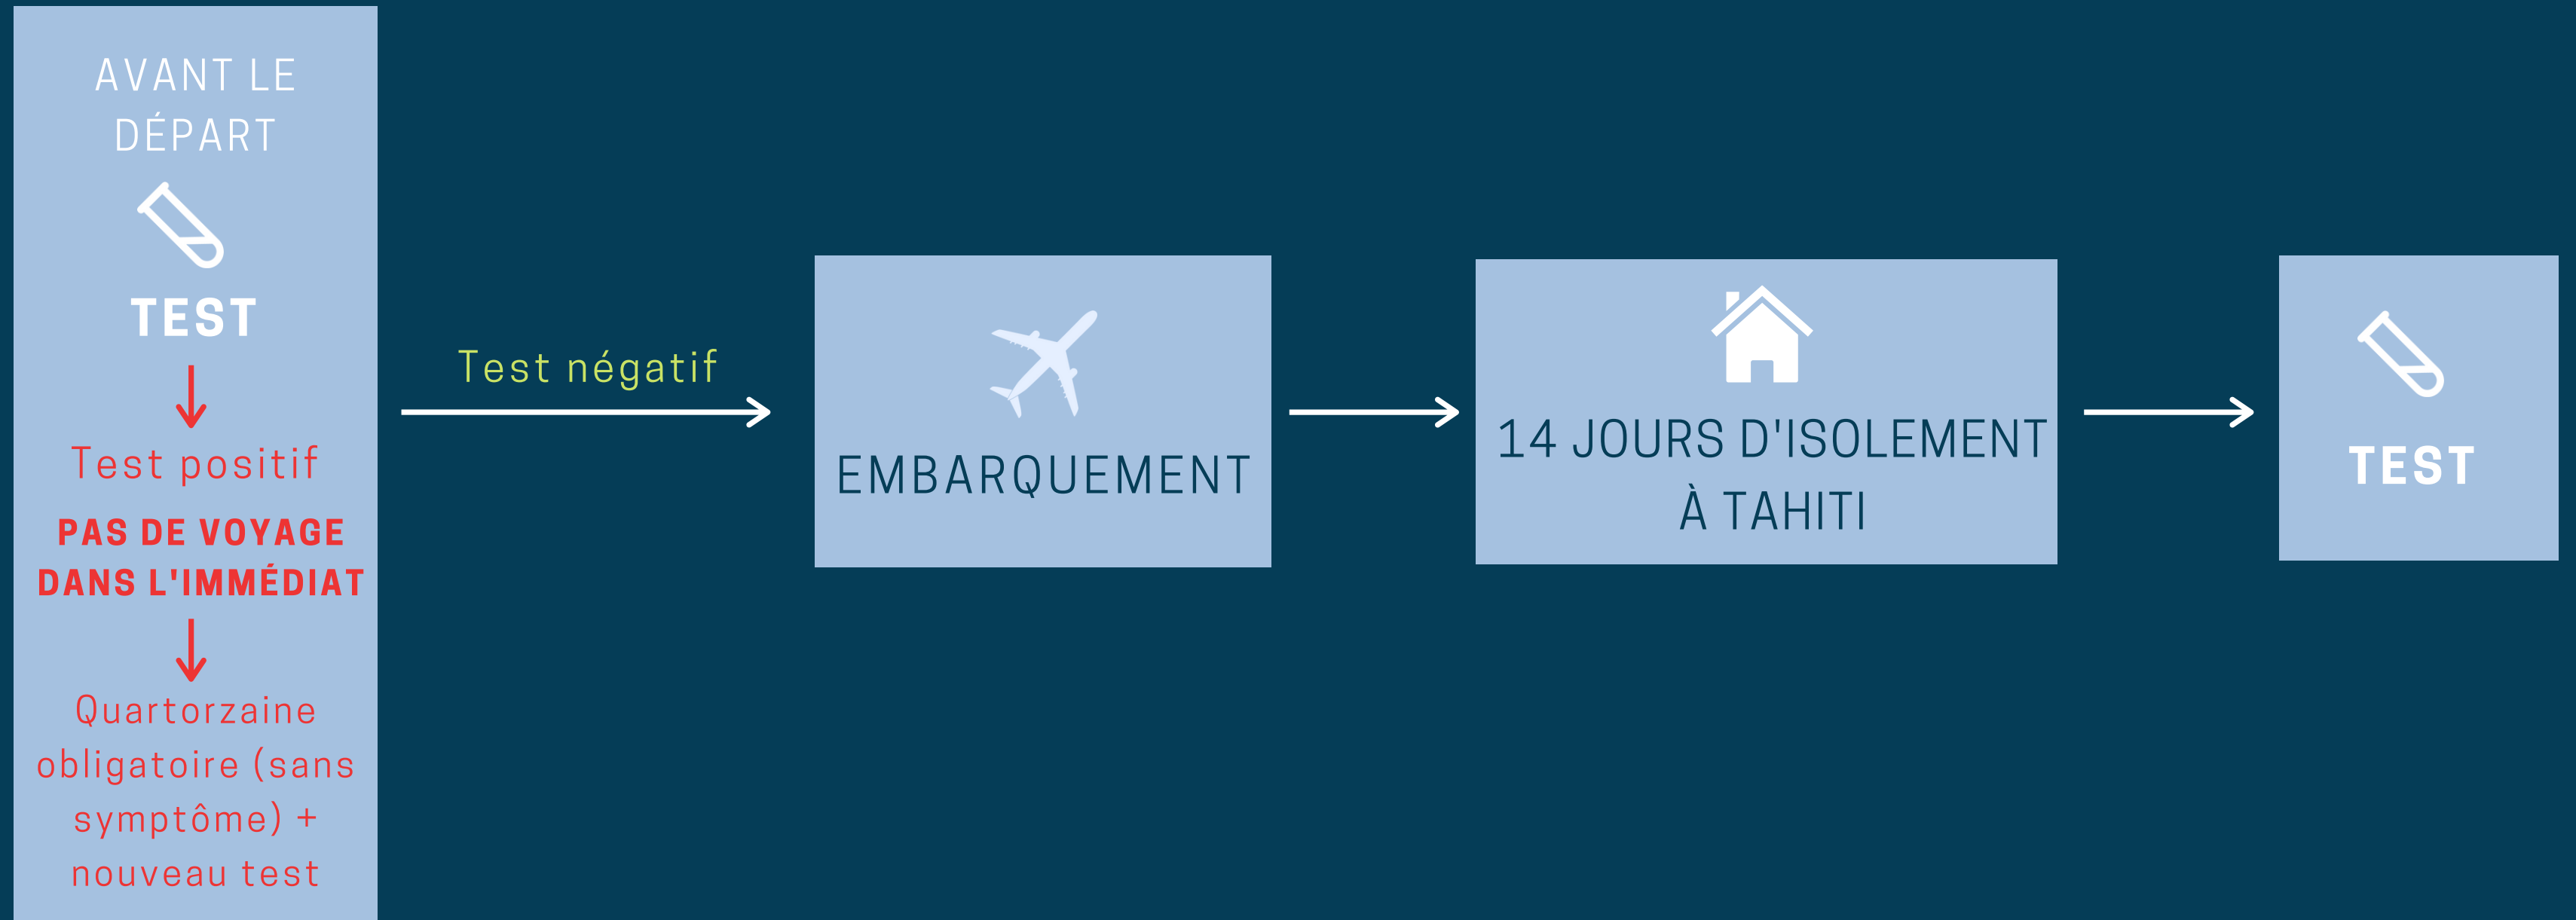 AVANT LE
DÉPART
TEST
Test positif
PAS DE VOYAGE
DANS L'IMMÉDIAT
Quartorzaine
obligatoire (sans
symptôme) +
nouveau test
Test négatif
EMBARQUEMENT
14 JOURS D'ISOLEMENT
À TAHITI
TEST